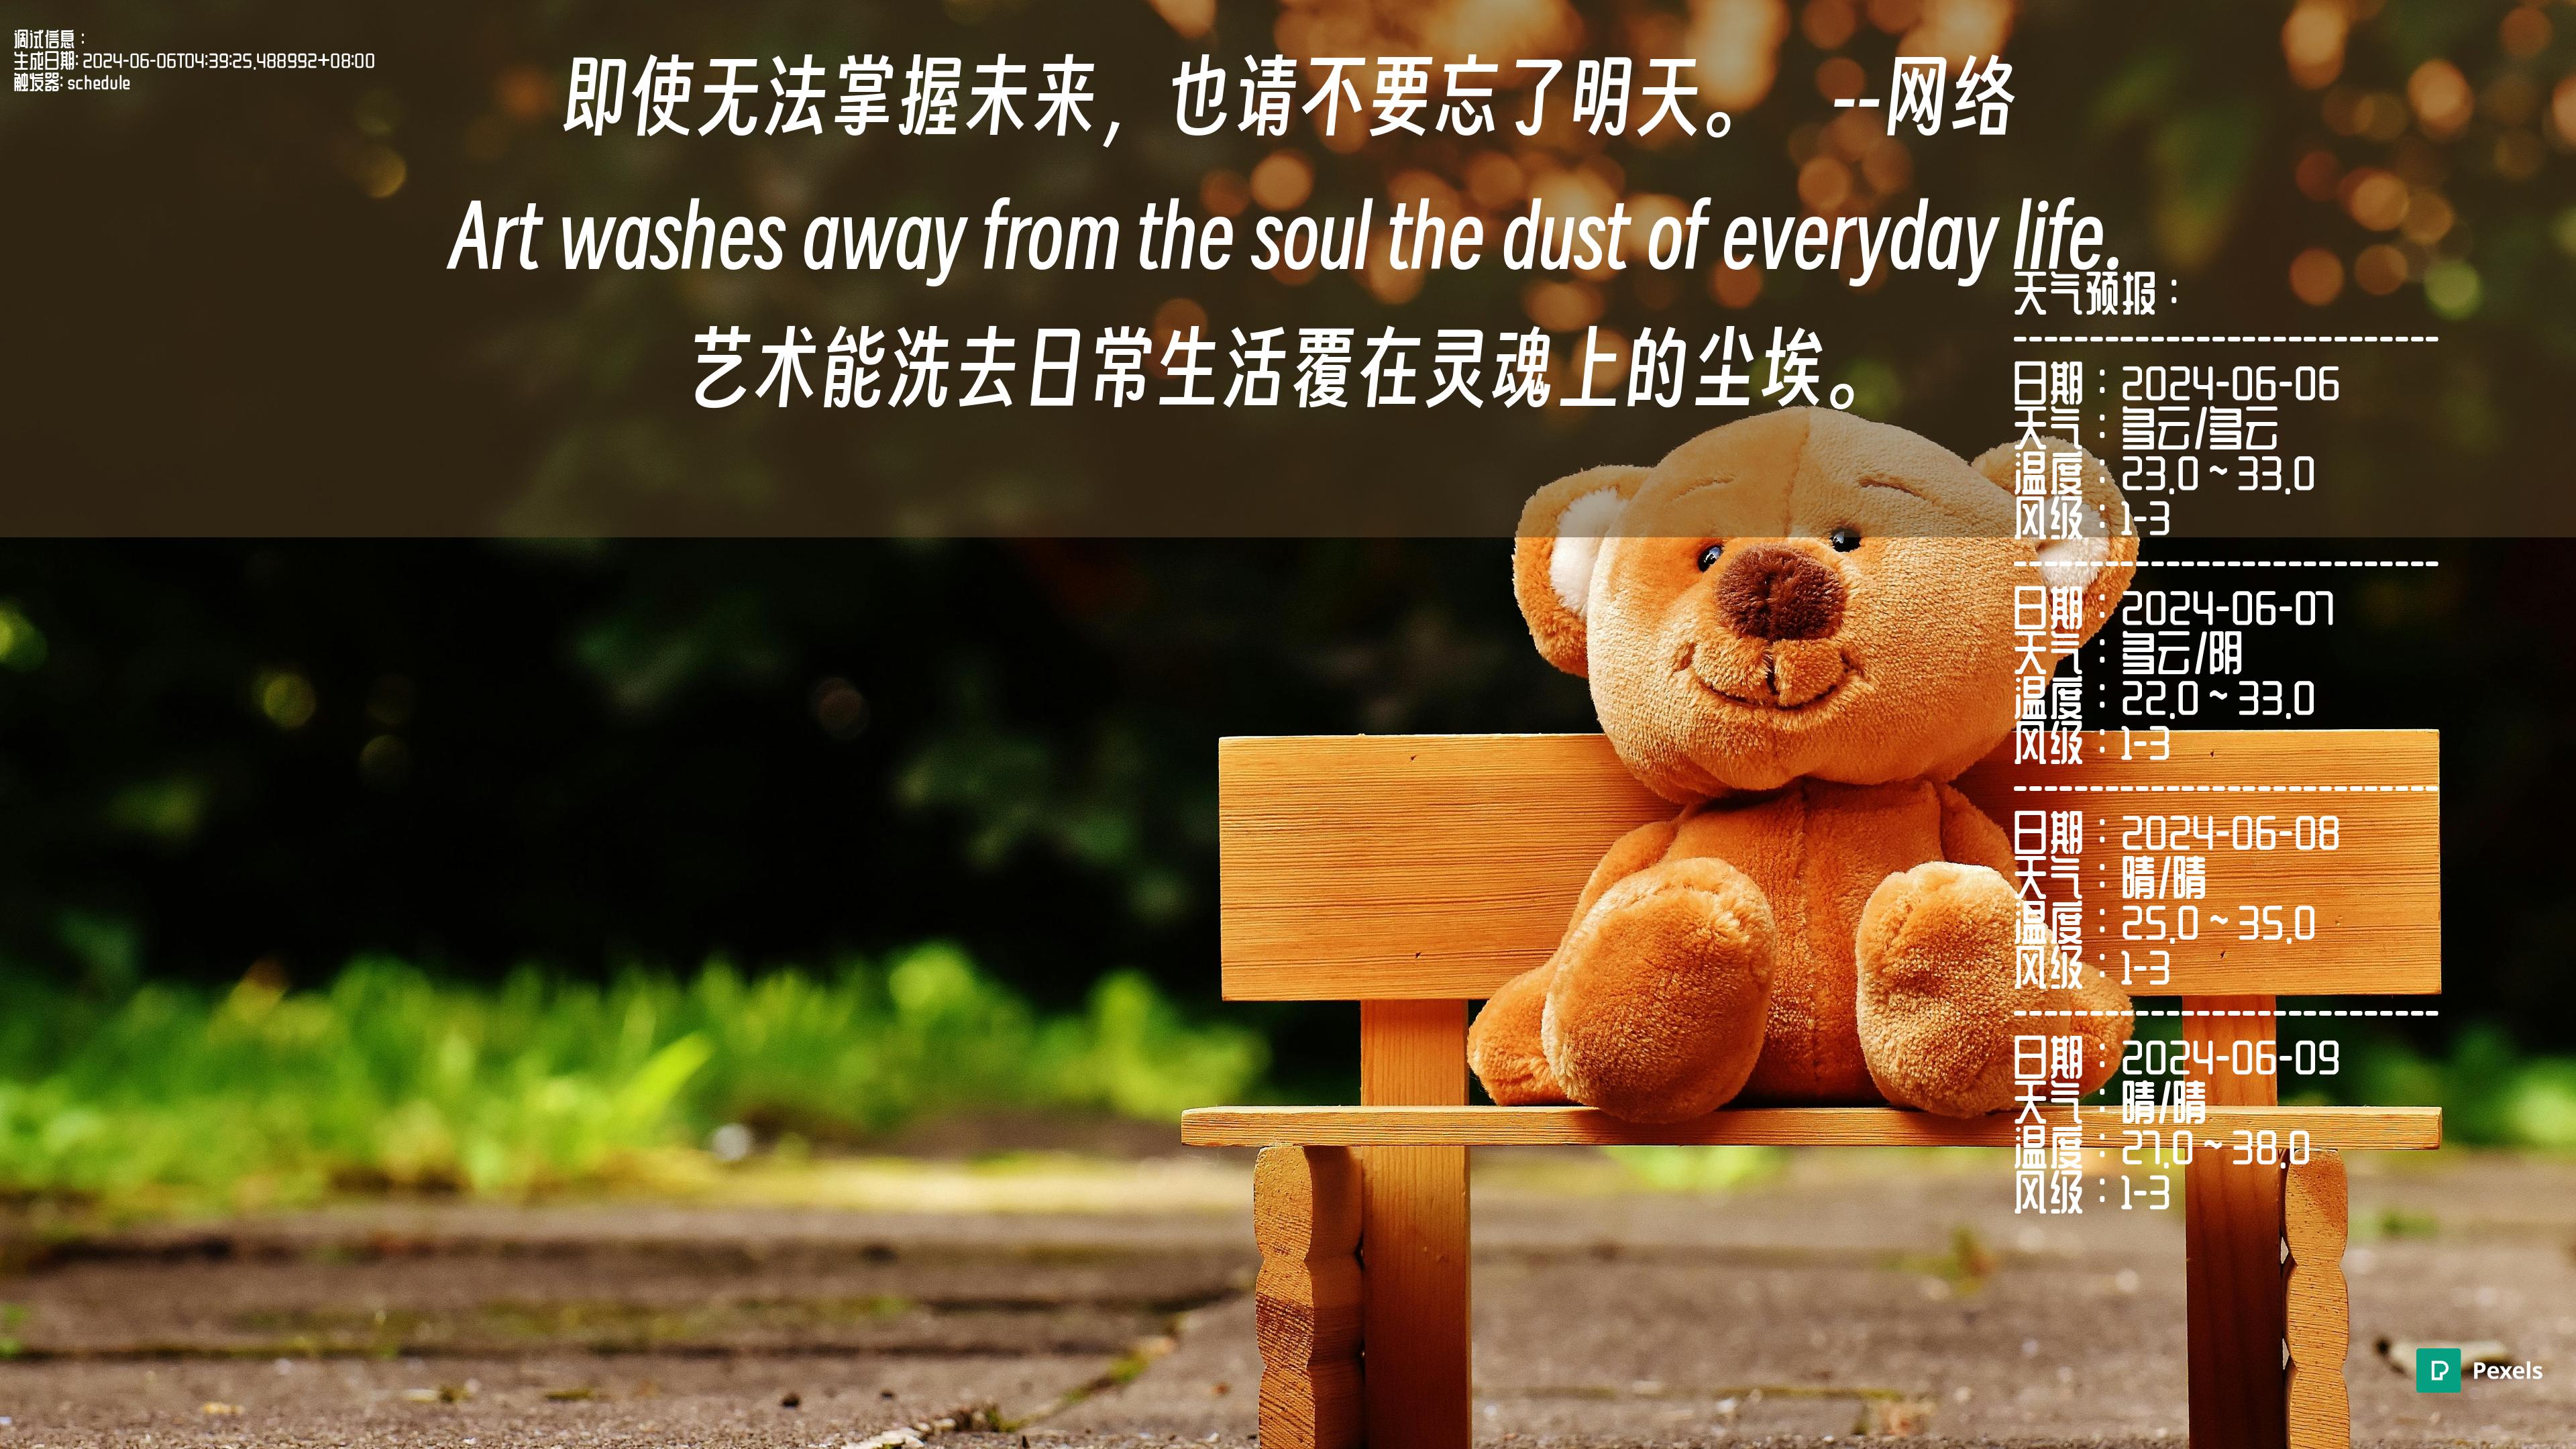 调试信息：
生成日期: 2024-06-06T04:39:25.488992+08:00
触发器: schedule
即使无法掌握未来，也请不要忘了明天。 --网络
Art washes away from the soul the dust of everyday life.
艺术能洗去日常生活覆在灵魂上的尘埃。
天气预报：
------------------------------
日期：2024-06-06
天气：多云/多云
温度：23.0 ~ 33.0
风级：1-3
------------------------------
日期：2024-06-07
天气：多云/阴
温度：22.0 ~ 33.0
风级：1-3
------------------------------
日期：2024-06-08
天气：晴/晴
温度：25.0 ~ 35.0
风级：1-3
------------------------------
日期：2024-06-09
天气：晴/晴
温度：27.0 ~ 38.0
风级：1-3
Pexels